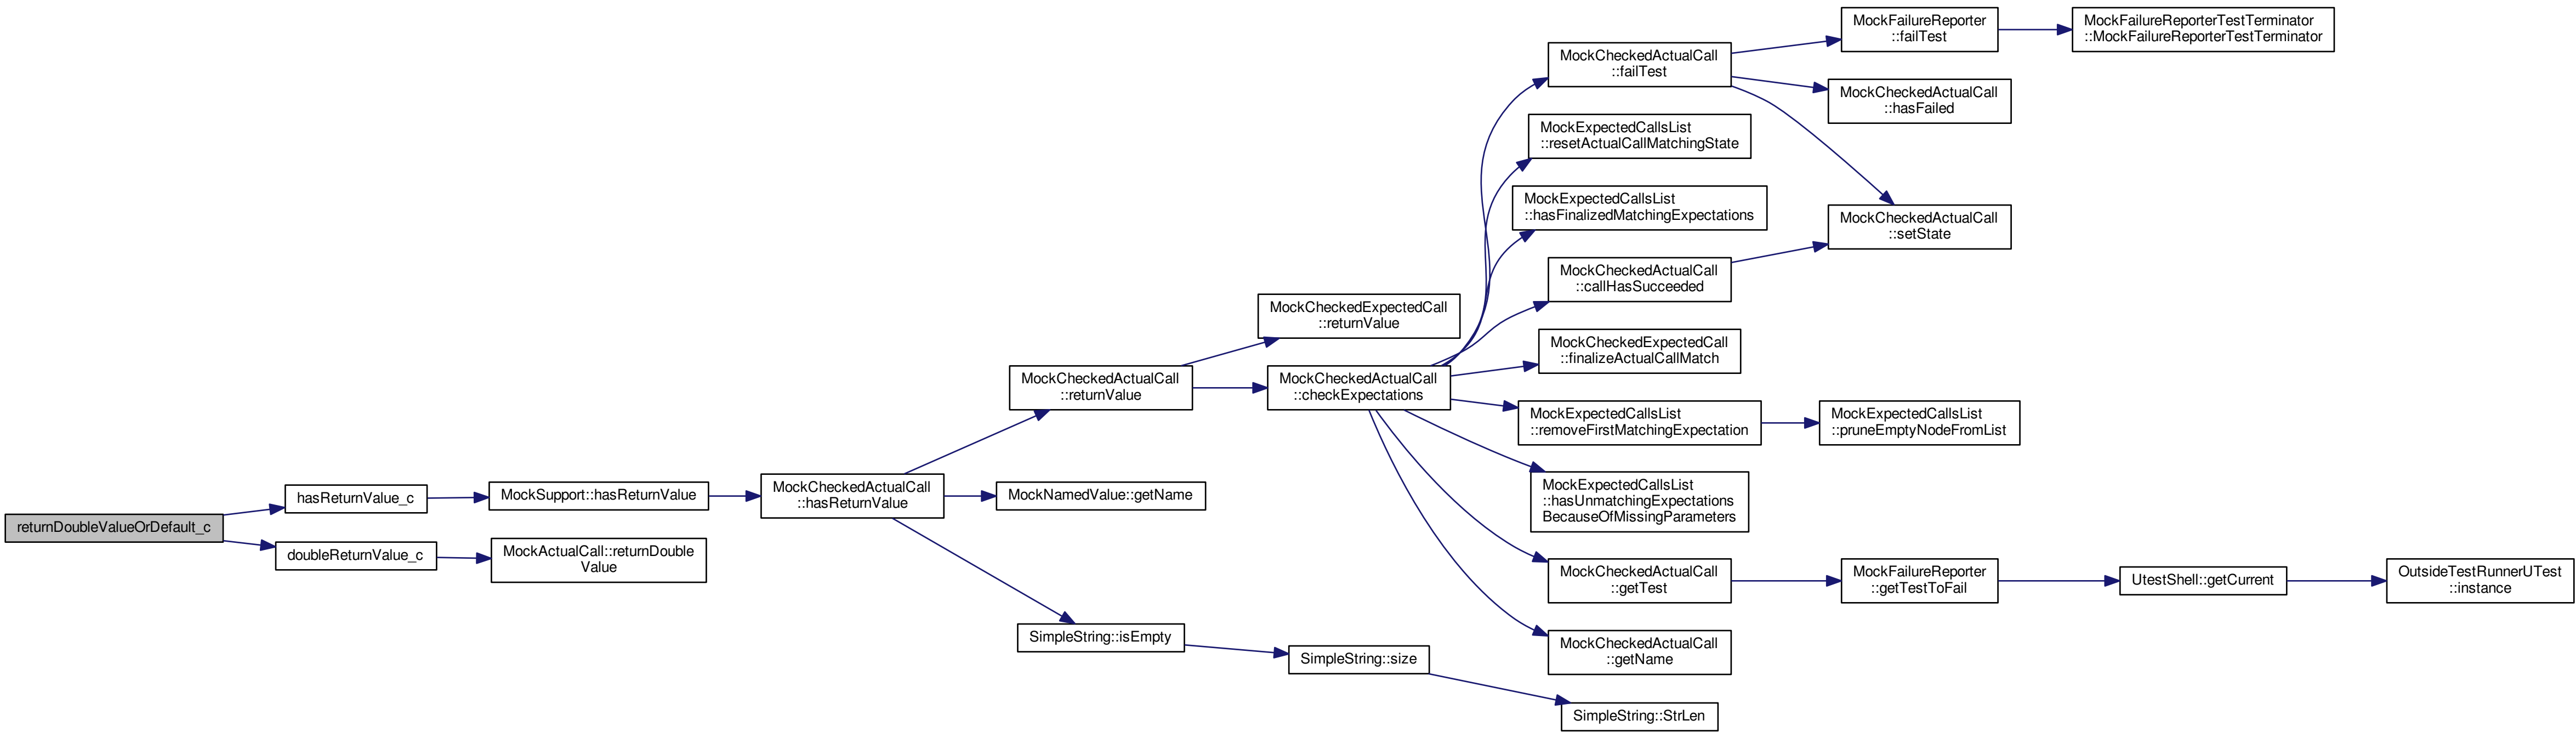 returnDoubleValueOrDefault_c
hasReturnValue_c
doubleReturnValue_c
MockSupport::hasReturnValue
MockActualCall::returnDouble
Value
MockCheckedActualCall
::hasReturnValue
MockCheckedActualCall
::returnValue
MockNamedValue::getName
SimpleString::isEmpty
MockCheckedExpectedCall
::returnValue
MockCheckedActualCall
::checkExpectations
SimpleString::size
SimpleString::StrLen
MockCheckedActualCall
::failTest
MockExpectedCallsList
::resetActualCallMatchingState
MockExpectedCallsList
::hasFinalizedMatchingExpectations
MockCheckedActualCall
::callHasSucceeded
MockCheckedExpectedCall
::finalizeActualCallMatch
MockExpectedCallsList
::removeFirstMatchingExpectation
MockExpectedCallsList
::hasUnmatchingExpectations
BecauseOfMissingParameters
MockCheckedActualCall
::getTest
MockCheckedActualCall
::getName
MockFailureReporter
::failTest
MockCheckedActualCall
::hasFailed
MockCheckedActualCall
::setState
MockExpectedCallsList
::pruneEmptyNodeFromList
MockFailureReporter
::getTestToFail
MockFailureReporterTestTerminator
::MockFailureReporterTestTerminator
UtestShell::getCurrent
OutsideTestRunnerUTest
::instance